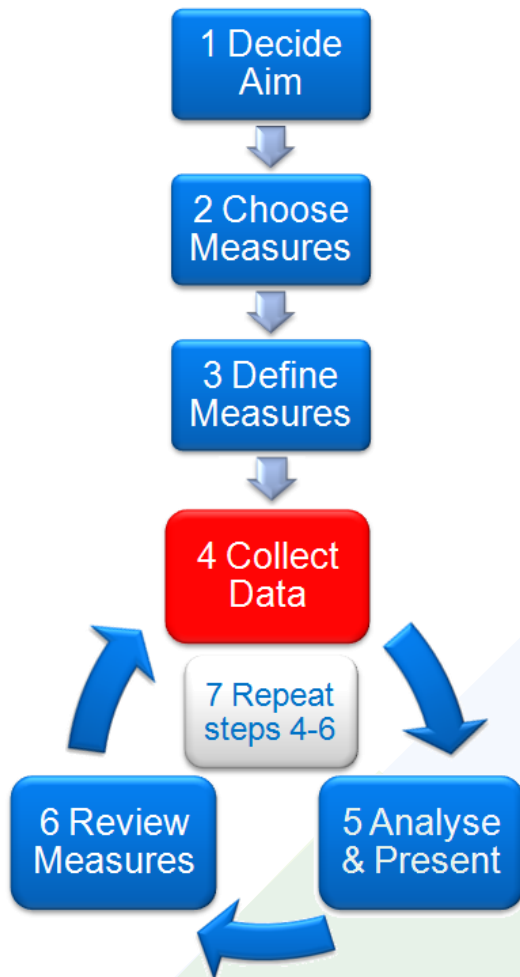 1 Decide
Aim
2 Choose
Measures
3 Define
Measures
4 Collect
Data
7 Repeat
steps 4-6
6 Review
Measures
5 Analyse
& Present